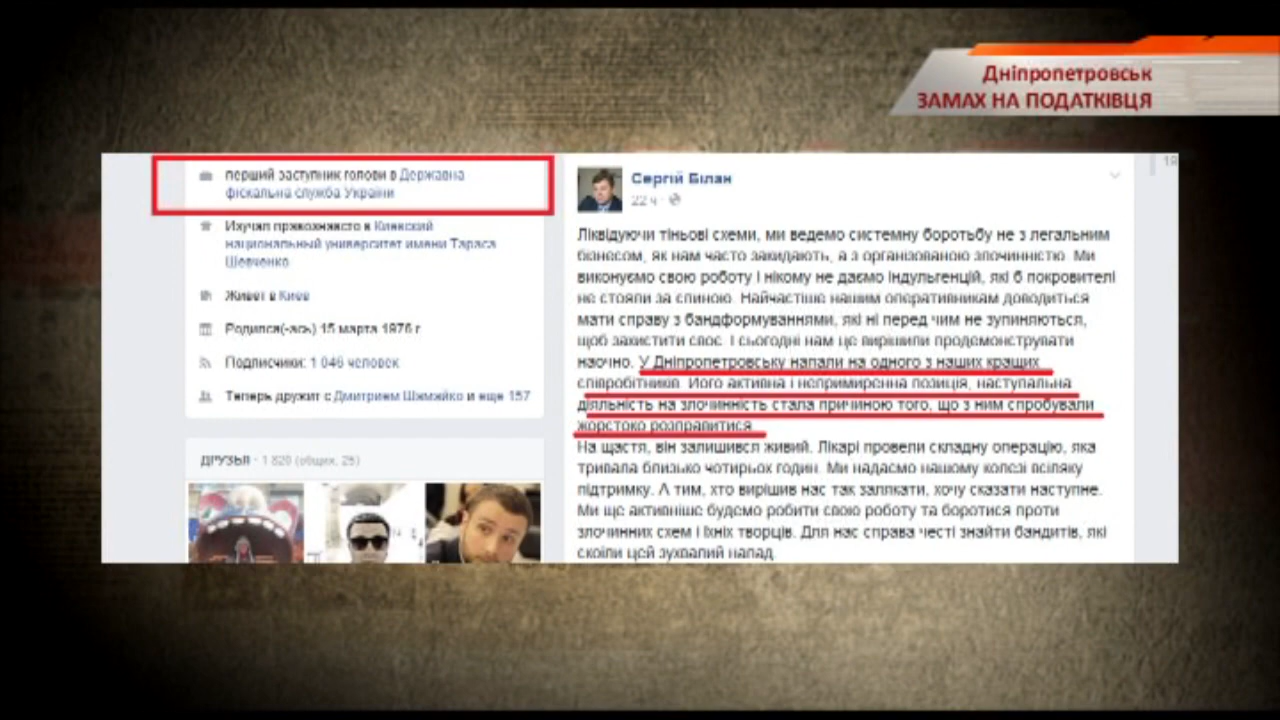 Дніпропетровськ
ЗАМАХ НА ПОДАТКІВЦЯ
перший заступник голови в Державна
фіскальна служба України
Изучал правознавство в Киевский
национальный университет имени Тараса
Шевченко
Живет в Киев
Родился(-ась) 15 марта 1976 г
Подписчики: 1 046 человек
Теперь дружит с Дмитрием Шемэйко и еще 157
ДРУЗЬЯ · 1 820 (общих, 25)
19
Сергій Білан
22 ч ·
Ліквідуючи тіньові схеми, ми ведемо системну боротьбу не з легальним
бізнесом, як нам часто закидають, а з організованою злочинністю. Ми
виконуємо свою роботу і нікому не даємо індульгенцій, які б покровителі
не стояли за спиною. Найчастіше нашим оперативникам доводиться
мати справу з бандформуваннями, які ні перед чим не зупиняються,
щоб захистити своє. І сьогодні нам це вирішили продемонструвати
наочно. У Дніпропетровську напали на одного з наших кращих
співробітників. Його активна і непримиренна позиція, наступальна
діяльність на злочинність стала причиною того, що з ним спробували
жорстоко розправитися
На щастя, він залишився живий. Лікарі провели складну операцію, яка
тривала близько чотирьох годин. Ми надаємо нашому колезі всіляку
підтримку. А тим, хто вирішив нас так залякати, хочу сказати наступне.
Ми ще активніше будемо робити свою роботу та боротися проти
злочинних схем і їхніх творців. Для нас справа честі знайти бандитів, які
скоїли цей зухвалий напад.